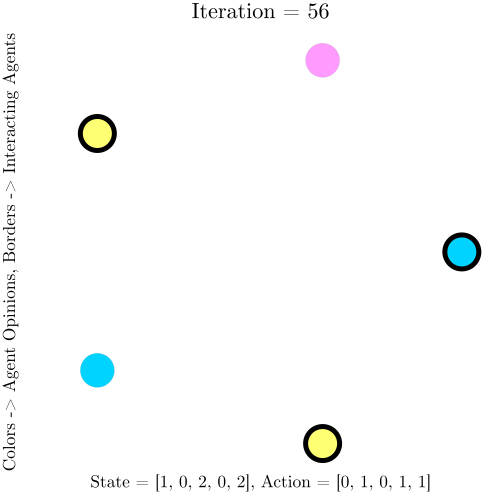 Iteration = 56
Colors -> Agent Opinions, Borders -> Interacting Agents
State = [1, 0, 2, 0, 2], Action = [0, 1, 0, 1, 1]